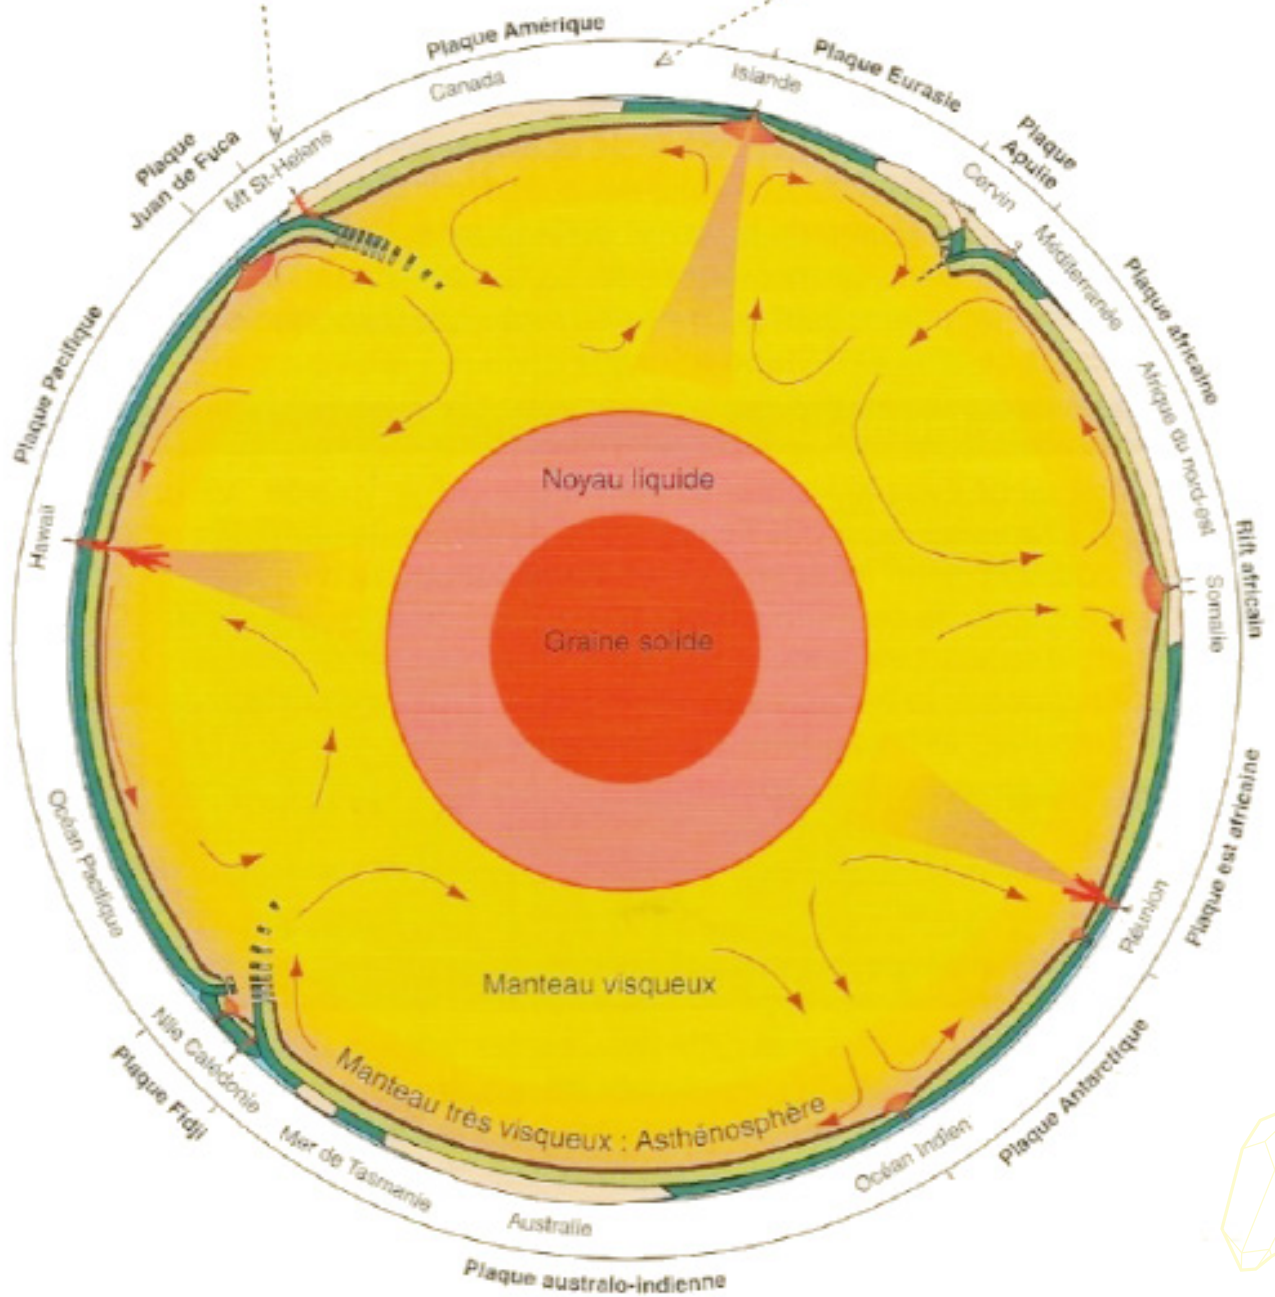 Plaque Amérique
Canada
Islande
Plaque Eurasie
Plaque
Apulie
Cervin
Méditerranée
Plaque africaine
Afrique du nord-est
Rift africain
Somalie
Plaque est africaine
Réunion
Plaque Antarctique
Océan Indien
Plaque australo-indienne
Australie
Mer de Tasmanie
Plaque Fidji
Nlle Calédonie
Océan Pacifique
Hawaii
Plaque Pacifique
Plaque
Juan de Fuca
Mt St-Helens
Noyau liquide
Graine solide
Manteau visqueux
Manteau très visqueux : Asthénosphère